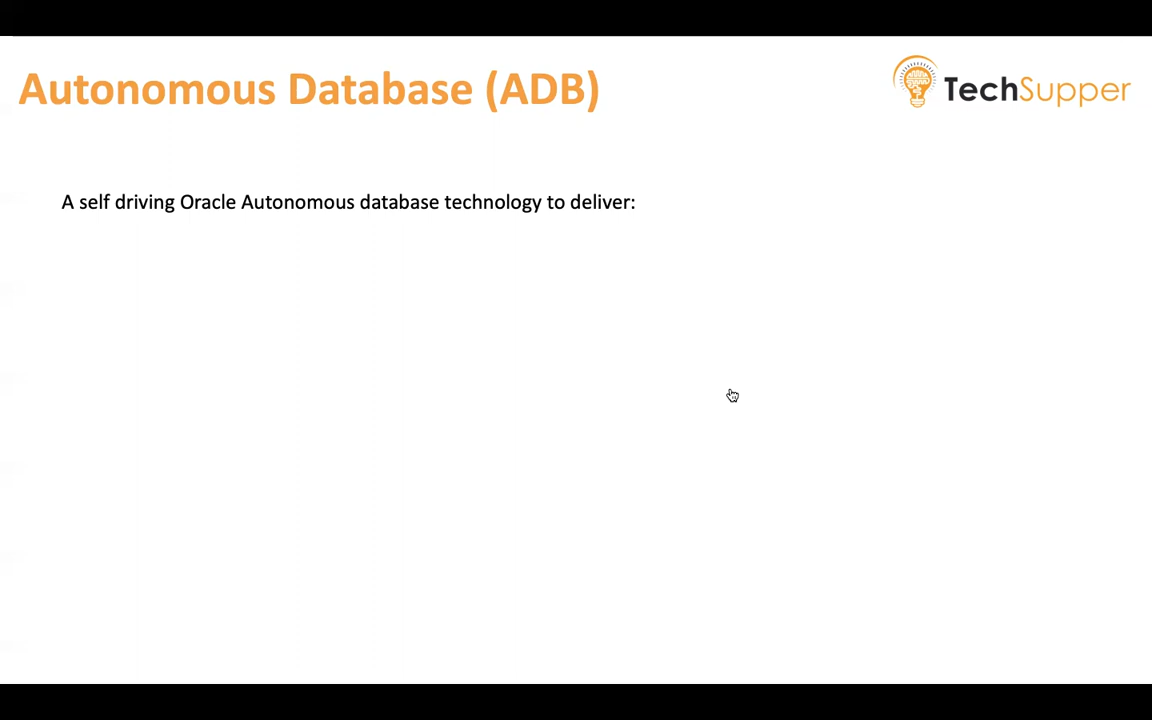 Autonomous Database (ADB)
TechSupper
A self driving Oracle Autonomous database technology to deliver: